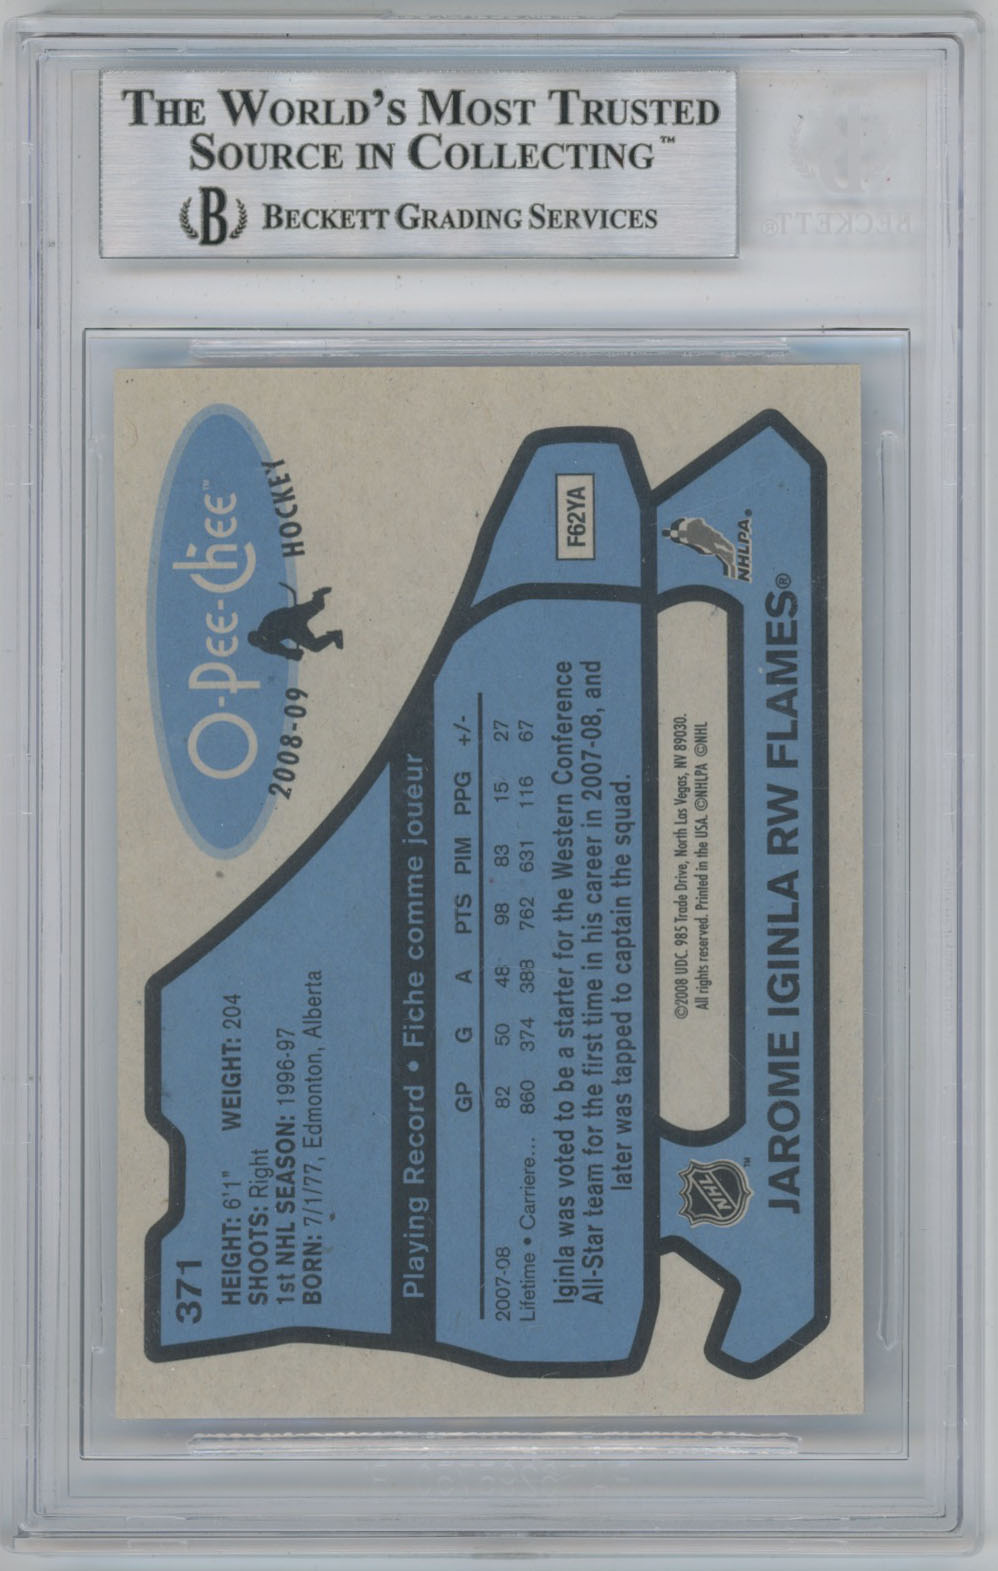 THE WORLD'S MOST TRUSTED
SOURCE IN COLLECTING™
B BECKETT GRADING SERVICES
BECKETT®
O-Pee-Chee™
2008-09 HOCKEY
371
HEIGHT: 6'1" WEIGHT: 204
SHOOTS: Right
1st NHL SEASON: 1996-97
BORN: 7/1/77, Edmonton, Alberta
Playing Record • Fiche comme joueur
GP G A PTS PIM PPG +/-
2007-08 82 50 48 98 83 15 27
Lifetime • Carriere... 860 374 388 762 631 116 67
Iginla was voted to be a starter for the Western Conference
All-Star team for the first time in his career in 2007-08, and
later was tapped to captain the squad.
F62YA
©2008 UDC. 985 Trade Drive, North Las Vegas, NV 89030.
All rights reserved. Printed in the USA. ©NHLPA ©NHL
NHL™
NHLPA®
JAROME IGINLA RW FLAMES®